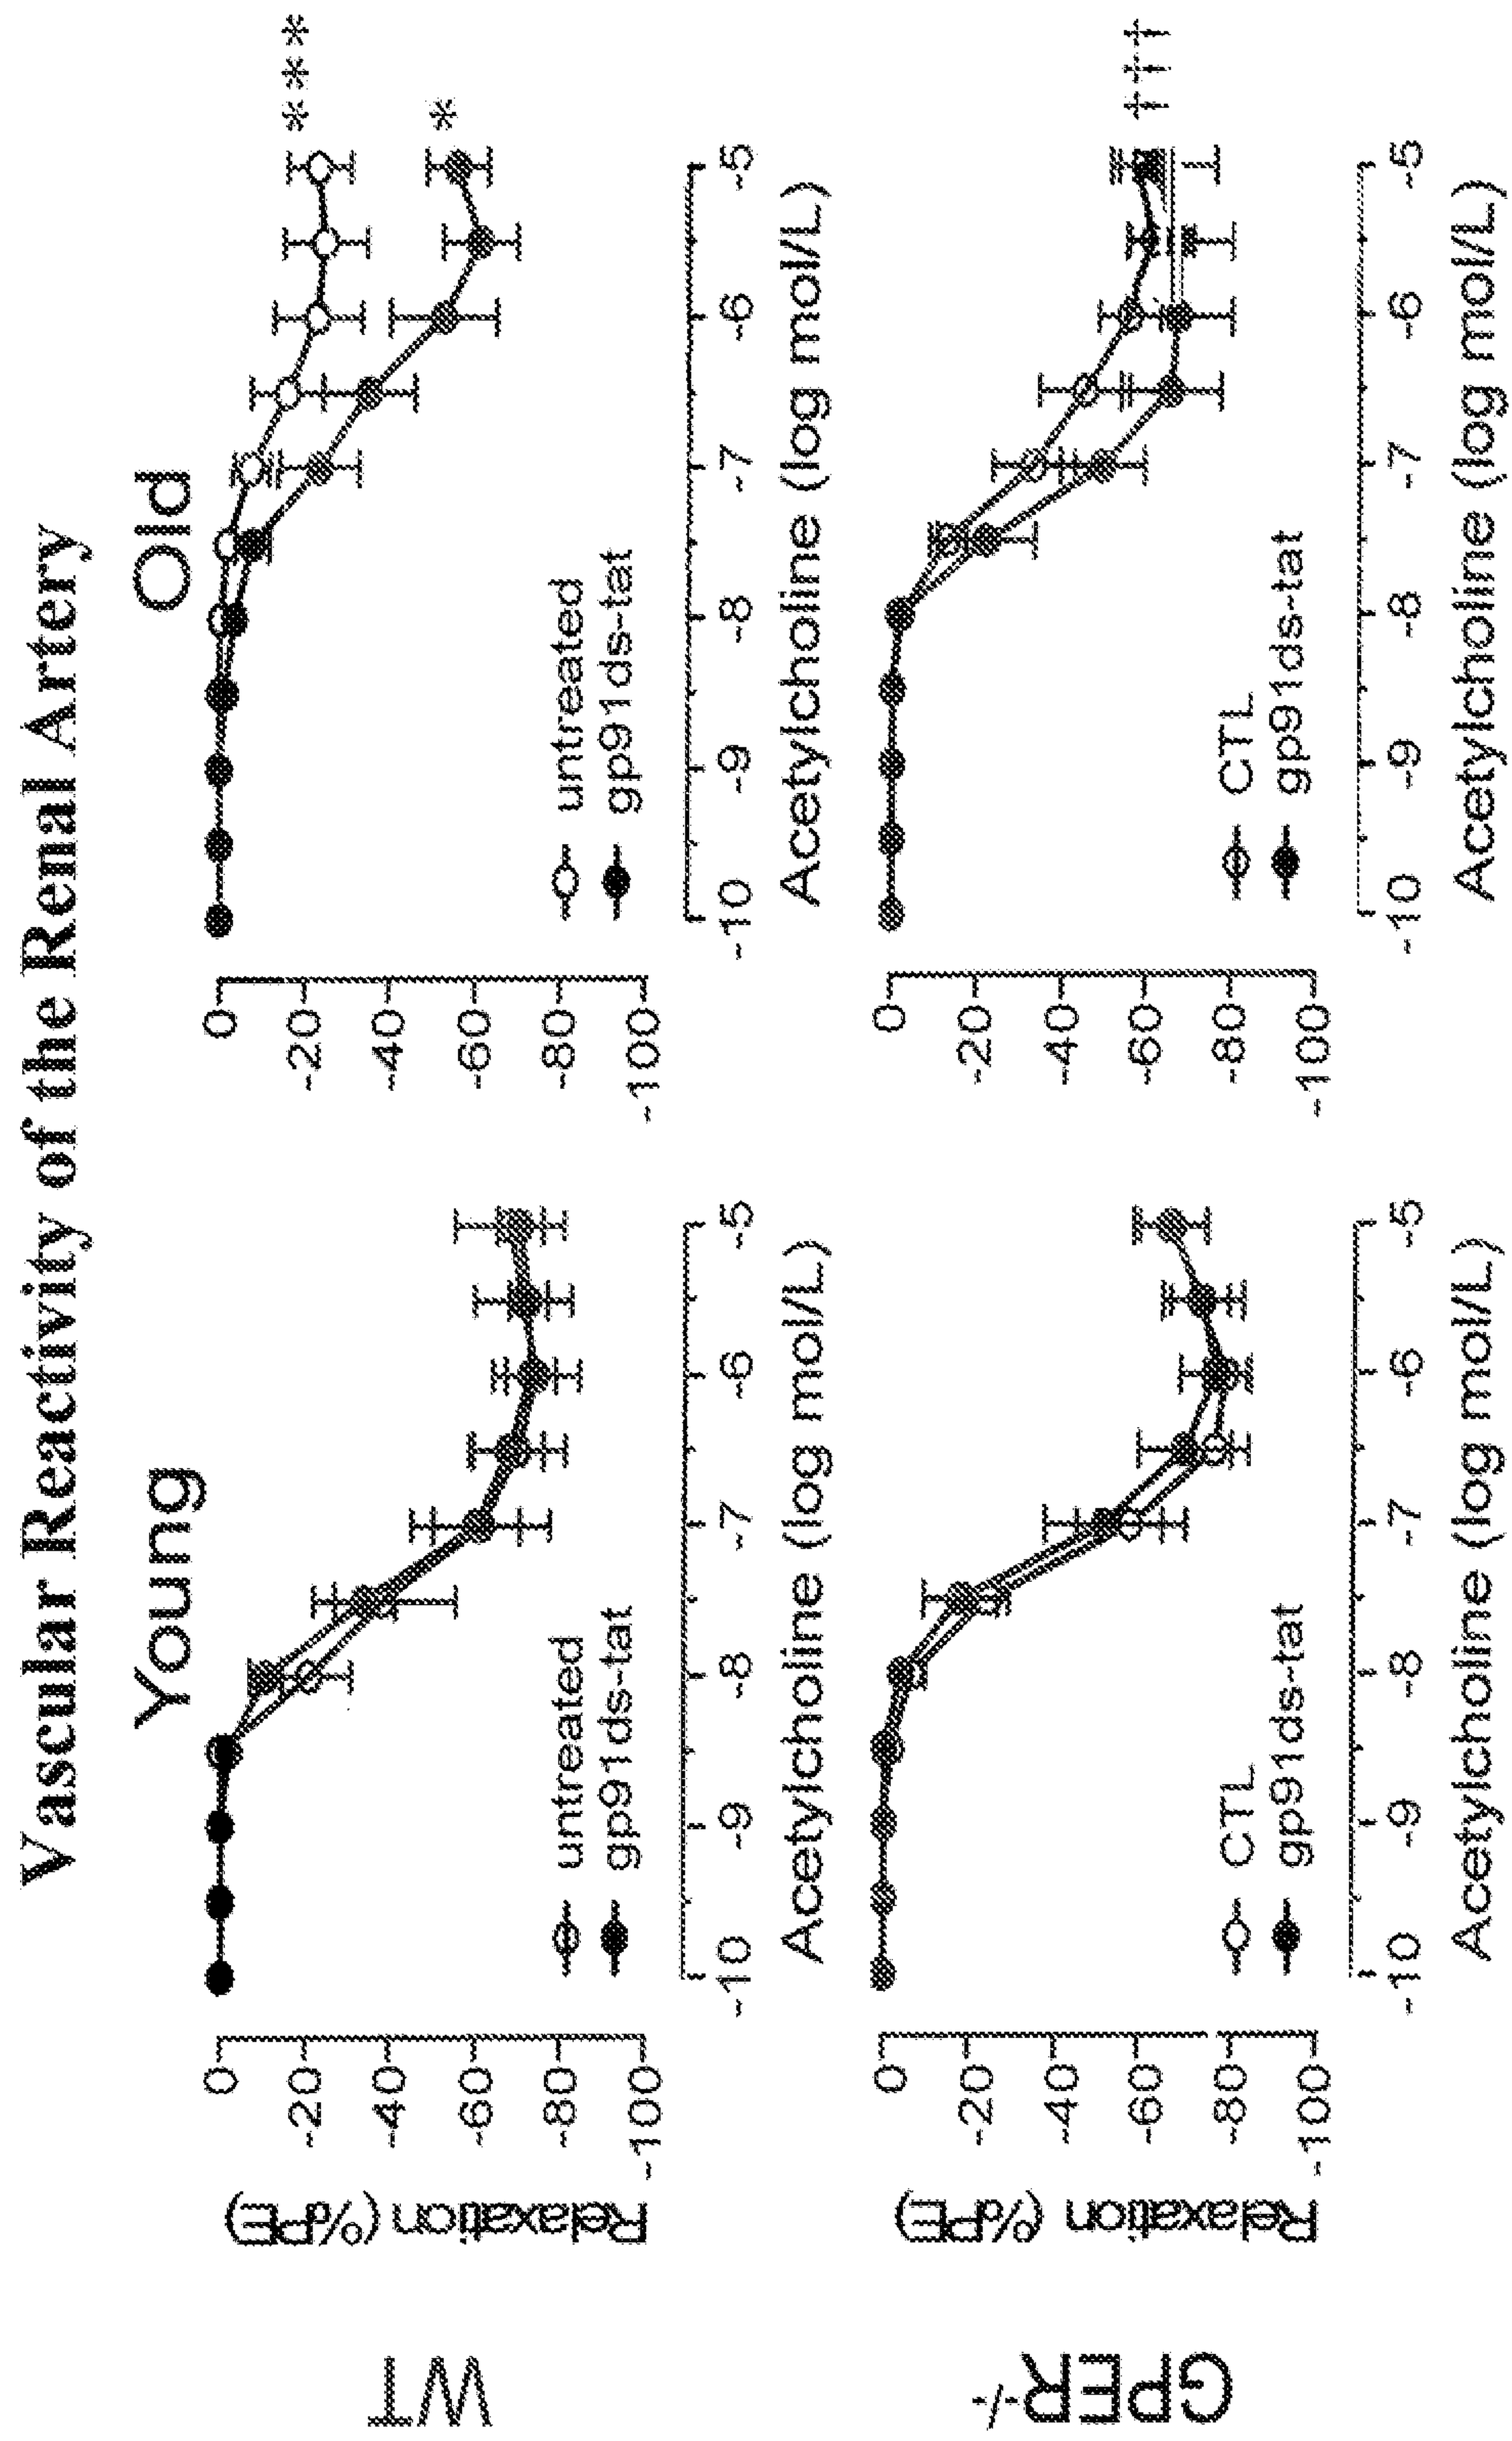 Vascular Reactivity of the Renal Artery
Young
Old
WT
Relaxation (%PE)
0
-20
-40
-60
-80
-100
untreated
gp91ds-tat
-10 -9 -8 -7 -6 -5
Acetylcholine (log mol/L)
0
-20
-40
-60
-80
-100
***
*
untreated
gp91ds-tat
-10 -9 -8 -7 -6 -5
Acetylcholine (log mol/L)
GPER-/-
Relaxation (%PE)
0
-20
-40
-60
-80
-100
CTL
gp91ds-tat
-10 -9 -8 -7 -6 -5
Acetylcholine (log mol/L)
0
-20
-40
-60
-80
-100
†††
CTL
gp91ds-tat
-10 -9 -8 -7 -6 -5
Acetylcholine (log mol/L)